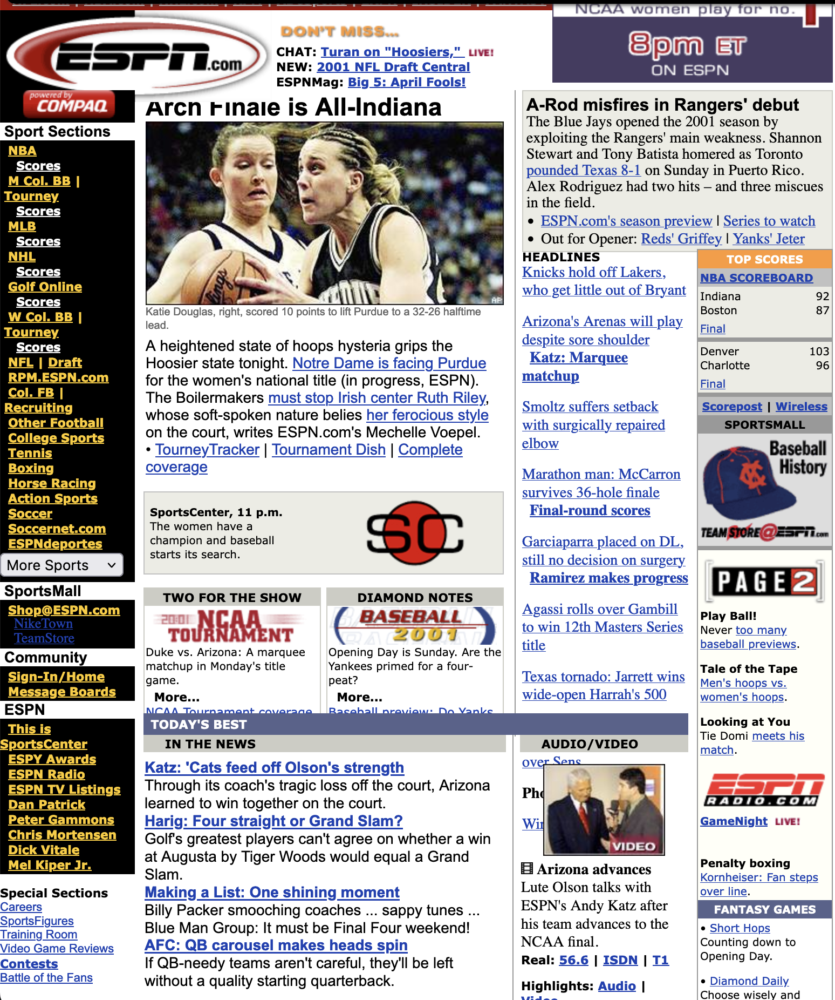 NCAA women play for no. 1
8pm ET
ON ESPN
ESPN.com
DON'T MISS...
CHAT: Turan on "Hoosiers," LIVE!
NEW: 2001 NFL Draft Central
ESPNMag: Big 5: April Fools!
powered by
COMPAQ
Sport Sections
NBA
Scores
M Col. BB |
Tourney
Scores
MLB
Scores
NHL
Scores
Golf Online
Scores
W Col. BB |
Tourney
Scores
NFL | Draft
RPM.ESPN.com
Col. FB |
Recruiting
Other Football
College Sports
Tennis
Boxing
Horse Racing
Action Sports
Soccer
Soccernet.com
ESPNdeportes
More Sports
SportsMall
Shop@ESPN.com
NikeTown
TeamStore
Community
Sign-In/Home
Message Boards
ESPN
This is
SportsCenter
ESPY Awards
ESPN Radio
ESPN TV Listings
Dan Patrick
Peter Gammons
Chris Mortensen
Dick Vitale
Mel Kiper Jr.
Special Sections
Careers
SportsFigures
Training Room
Video Game Reviews
Contests
Battle of the Fans
Arch Finale is All-Indiana
AP
Katie Douglas, right, scored 10 points to lift Purdue to a 32-26 halftime
lead.
A heightened state of hoops hysteria grips the
Hoosier state tonight. Notre Dame is facing Purdue
for the women's national title (in progress, ESPN).
The Boilermakers must stop Irish center Ruth Riley,
whose soft-spoken nature belies her ferocious style
on the court, writes ESPN.com's Mechelle Voepel.
• TourneyTracker | Tournament Dish | Complete
coverage
SportsCenter, 11 p.m.
The women have a
champion and baseball
starts its search.
SC
TWO FOR THE SHOW
2001 NCAA
TOURNAMENT
Duke vs. Arizona: A marquee
matchup in Monday's title
game.
More...
NCAA Tournament coverage
DIAMOND NOTES
BASEBALL
2001
Opening Day is Sunday. Are the
Yankees primed for a four-
peat?
More...
Baseball preview: Do Yanks
TODAY'S BEST
IN THE NEWS
Katz: 'Cats feed off Olson's strength
Through its coach's tragic loss off the court, Arizona
learned to win together on the court.
Harig: Four straight or Grand Slam?
Golf's greatest players can't agree on whether a win
at Augusta by Tiger Woods would equal a Grand
Slam.
Making a List: One shining moment
Billy Packer smooching coaches ... sappy tunes ...
Blue Man Group: It must be Final Four weekend!
AFC: QB carousel makes heads spin
If QB-needy teams aren't careful, they'll be left
without a quality starting quarterback.
A-Rod misfires in Rangers' debut
The Blue Jays opened the 2001 season by
exploiting the Rangers' main weakness. Shannon
Stewart and Tony Batista homered as Toronto
pounded Texas 8-1 on Sunday in Puerto Rico.
Alex Rodriguez had two hits – and three miscues
in the field.
• ESPN.com's season preview | Series to watch
• Out for Opener: Reds' Griffey | Yanks' Jeter
HEADLINES
Knicks hold off Lakers,
who get little out of Bryant
Arizona's Arenas will play
despite sore shoulder
Katz: Marquee
matchup
Smoltz suffers setback
with surgically repaired
elbow
Marathon man: McCarron
survives 36-hole finale
Final-round scores
Garciaparra placed on DL,
still no decision on surgery
Ramirez makes progress
Agassi rolls over Gambill
to win 12th Masters Series
title
Texas tornado: Jarrett wins
wide-open Harrah's 500
AUDIO/VIDEO
over Sens
VIDEO
Arizona advances
Lute Olson talks with
ESPN's Andy Katz after
his team advances to the
NCAA final.
Real: 56.6 | ISDN | T1
Highlights: Audio |
Video
TOP SCORES
NBA SCOREBOARD
Indiana 92
Boston 87
Final
Denver 103
Charlotte 96
Final
Scorepost | Wireless
SPORTSMALL
Baseball
History
TEAM STORE@ESPN.com
PAGE 2
Play Ball!
Never too many
baseball previews.
Tale of the Tape
Men's hoops vs.
women's hoops.
Looking at You
Tie Domi meets his
match.
ESPN
RADIO.COM
GameNight LIVE!
Penalty boxing
Kornheiser: Fan steps
over line.
FANTASY GAMES
• Short Hops
Counting down to
Opening Day.
• Diamond Daily
Choose wisely and